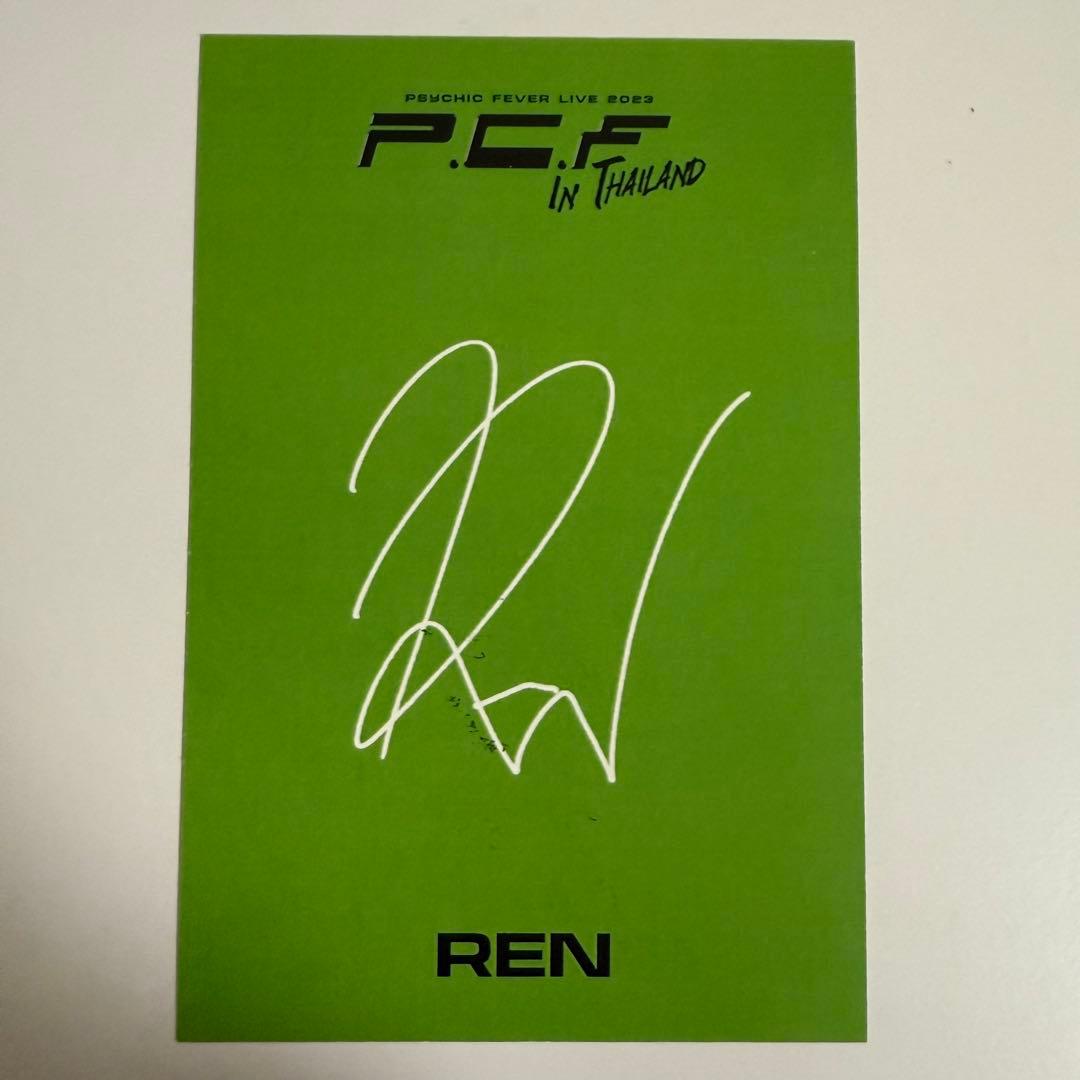 PSYCHIC FEVER LIVE 2023
P.C.F
IN THAILAND
REN